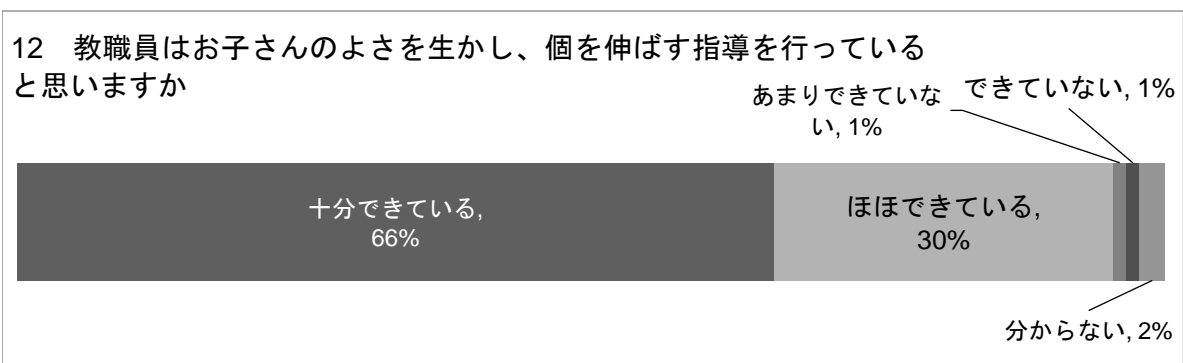 12　教職員はお子さんのよさを生かし、個を伸ばす指導を行っている
と思いますか
あまりできていな
い, 1%
できていない, 1%
十分できている,
66%
ほほできている,
30%
分からない, 2%